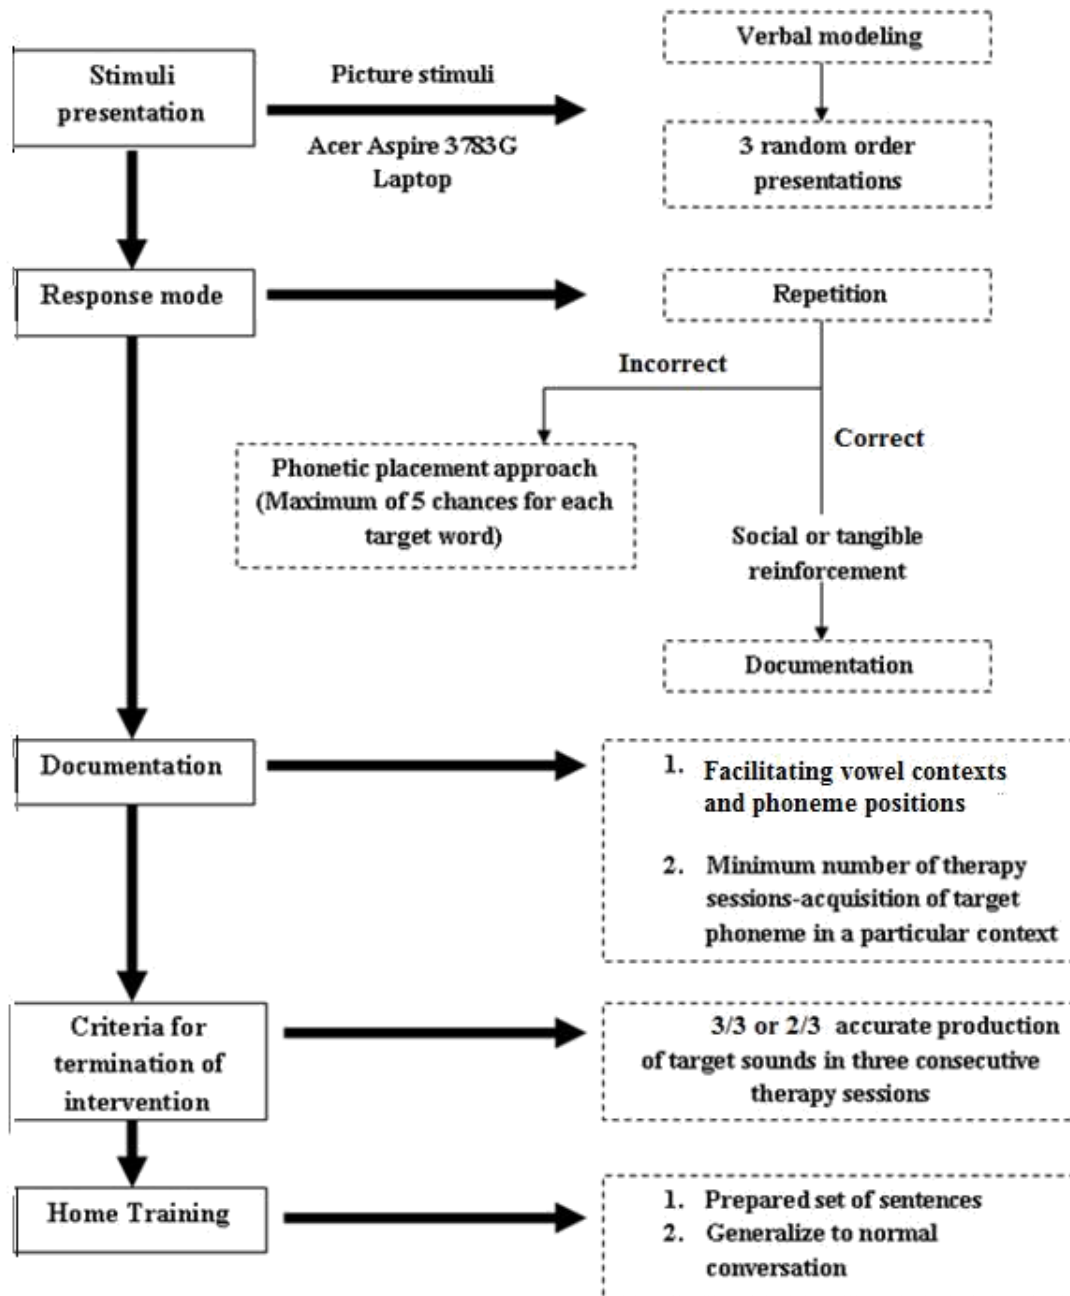 Stimuli
presentation
Picture stimuli
Acer Aspire 3783G
Laptop
Verbal modeling
3 random order
presentations
Response mode
Repetition
Incorrect
Correct
Phonetic placement approach
(Maximum of 5 chances for each
target word)
Social or tangible
reinforcement
Documentation
Documentation
1. Facilitating vowel contexts
and phoneme positions
2. Minimum number of therapy
sessions-acquisition of target
phoneme in a particular context
Criteria for
termination of
intervention
3/3 or 2/3 accurate production
of target sounds in three consecutive
therapy sessions
Home Training
1. Prepared set of sentences
2. Generalize to normal
conversation